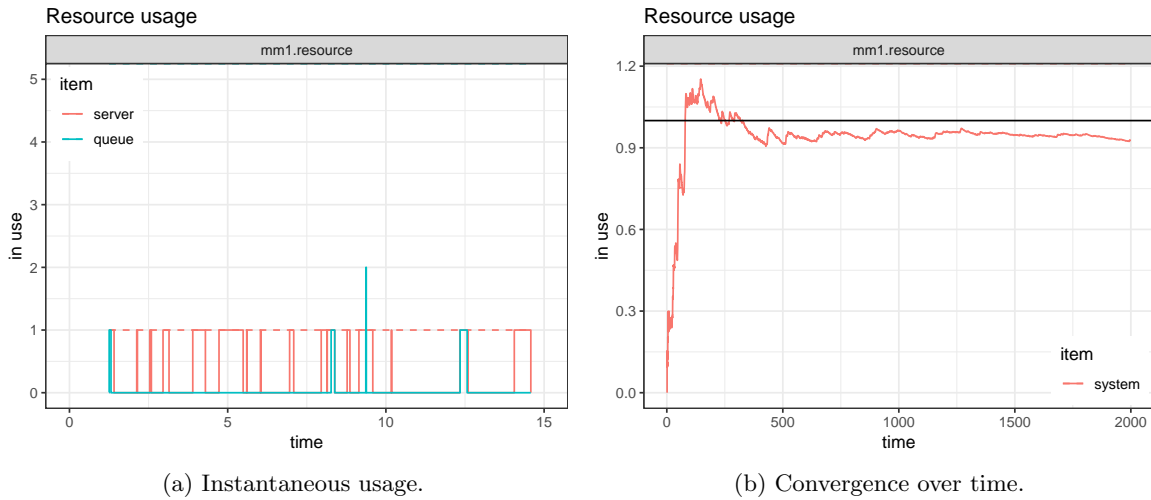 Resource usage
mm1.resource
item
server
queue
5
4
3
2
1
0
in use
0 5 10 15
time
(a) Instantaneous usage.
Resource usage
mm1.resource
1.2
0.9
0.6
0.3
0.0
in use
item
system
0 500 1000 1500 2000
time
(b) Convergence over time.